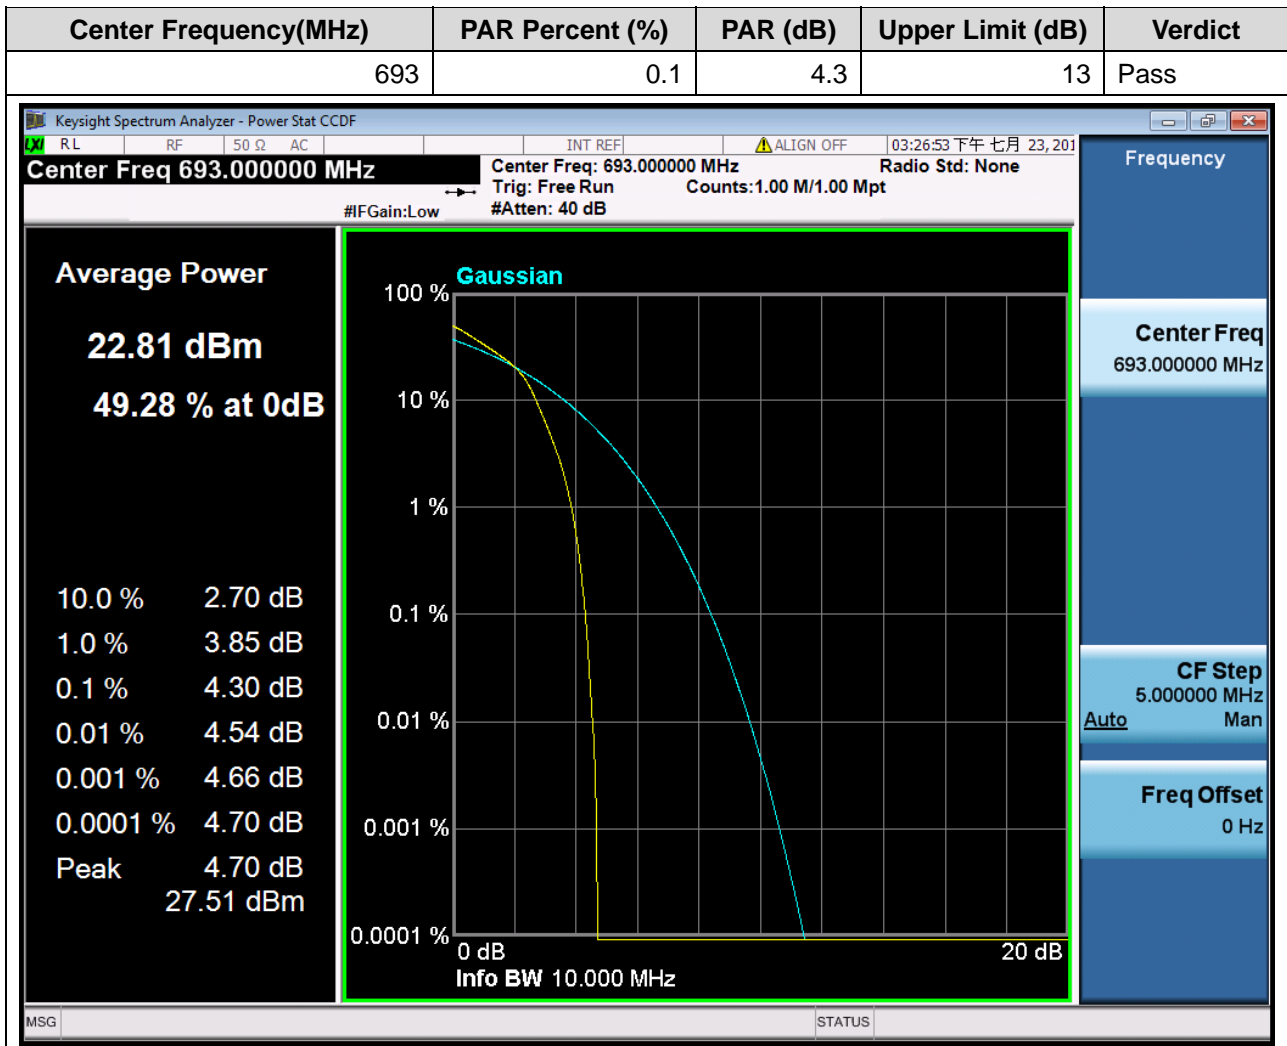 Center Frequency(MHz) PAR Percent (%) PAR (dB) Upper Limit (dB) Verdict
693 0.1 4.3 13 Pass
Keysight Spectrum Analyzer - Power Stat CCDF
LXI RL RF 50 Ω AC INT REF ALIGN OFF 03:26:53 下午 七月 23, 201
Center Freq 693.000000 MHz
Center Freq: 693.000000 MHz Radio Std: None
Trig: Free Run Counts:1.00 M/1.00 Mpt
#IFGain:Low #Atten: 40 dB
Average Power
22.81 dBm
49.28 % at 0dB
10.0 % 2.70 dB
1.0 % 3.85 dB
0.1 % 4.30 dB
0.01 % 4.54 dB
0.001 % 4.66 dB
0.0001 % 4.70 dB
Peak 4.70 dB
27.51 dBm
Gaussian
100 %
10 %
1 %
0.1 %
0.01 %
0.001 %
0.0001 %
0 dB 20 dB
Info BW 10.000 MHz
Frequency
Center Freq
693.000000 MHz
CF Step
5.000000 MHz
Auto Man
Freq Offset
0 Hz
MSG STATUS